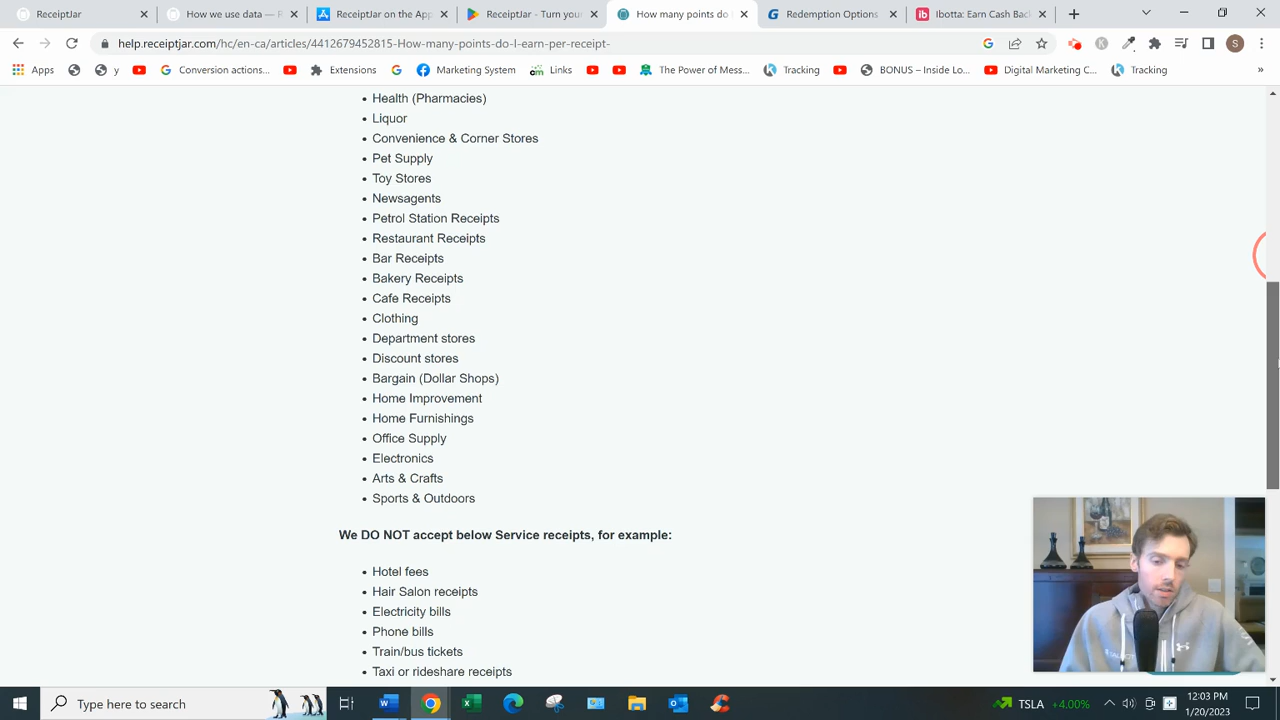 ReceiptJar
How we use data — R
ReceiptJar on the App
ReceiptJar - Turn your
How many points do I
Redemption Options
Ibotta: Earn Cash Back
help.receiptjar.com/hc/en-ca/articles/4412679452815-How-many-points-do-I-earn-per-receipt-
S
Apps
y
Conversion actions...
Extensions
Marketing System
Links
The Power of Mess...
Tracking
BONUS – Inside Lo...
Digital Marketing C...
Tracking
»
• Health (Pharmacies)
• Liquor
• Convenience & Corner Stores
• Pet Supply
• Toy Stores
• Newsagents
• Petrol Station Receipts
• Restaurant Receipts
• Bar Receipts
• Bakery Receipts
• Cafe Receipts
• Clothing
• Department stores
• Discount stores
• Bargain (Dollar Shops)
• Home Improvement
• Home Furnishings
• Office Supply
• Electronics
• Arts & Crafts
• Sports & Outdoors
We DO NOT accept below Service receipts, for example:
• Hotel fees
• Hair Salon receipts
• Electricity bills
• Phone bills
• Train/bus tickets
• Taxi or rideshare receipts
Type here to search
TSLA +4.00%
12:03 PM
1/20/2023